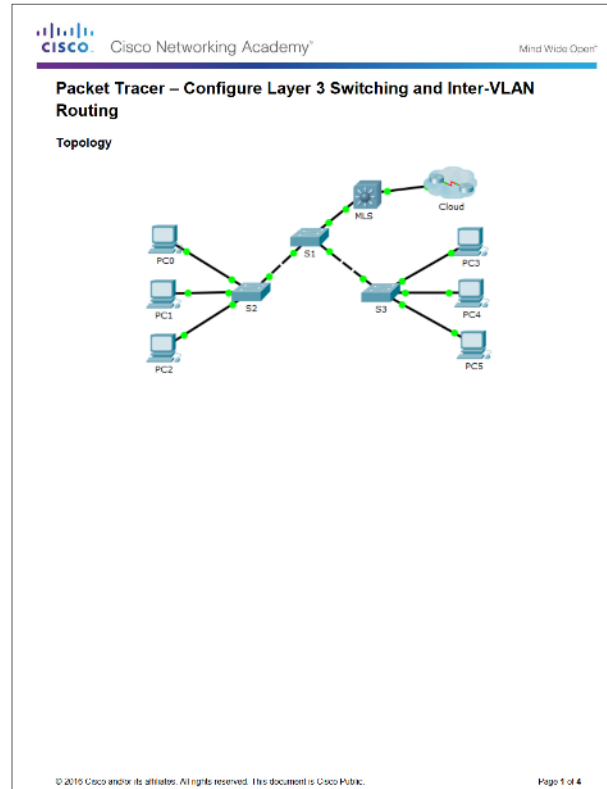 CISCO. Cisco Networking Academy® Mind Wide Open®
Packet Tracer – Configure Layer 3 Switching and Inter-VLAN
Routing
Topology
MLS
Cloud
S1
PC0
PC3
PC1
S2
S3
PC4
PC2
PC5
© 2016 Cisco and/or its affiliates. All rights reserved. This document is Cisco Public. Page 1 of 4